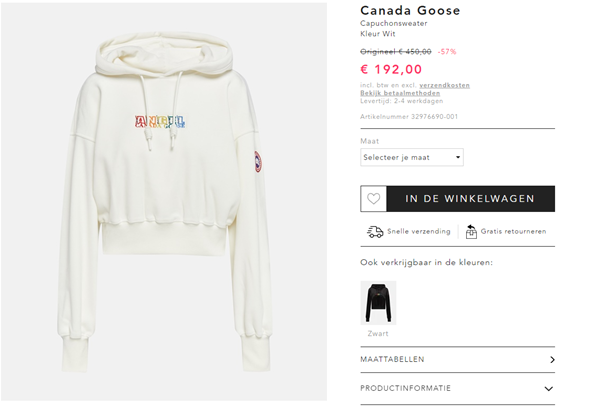 Canada Goose
Capuchonsweater
Kleur Wit
Origineel € 450,00 -57%
€ 192,00
incl. btw en excl. verzendkosten
Bekijk betaalmethoden
Levertijd: 2-4 werkdagen
Artikelnummer 32976690-001
ANGEL
Maat
Selecteer je maat
IN DE WINKELWAGEN
Snelle verzending
Gratis retourneren
Ook verkrijgbaar in de kleuren:
Zwart
MAATTABELLEN
PRODUCTINFORMATIE